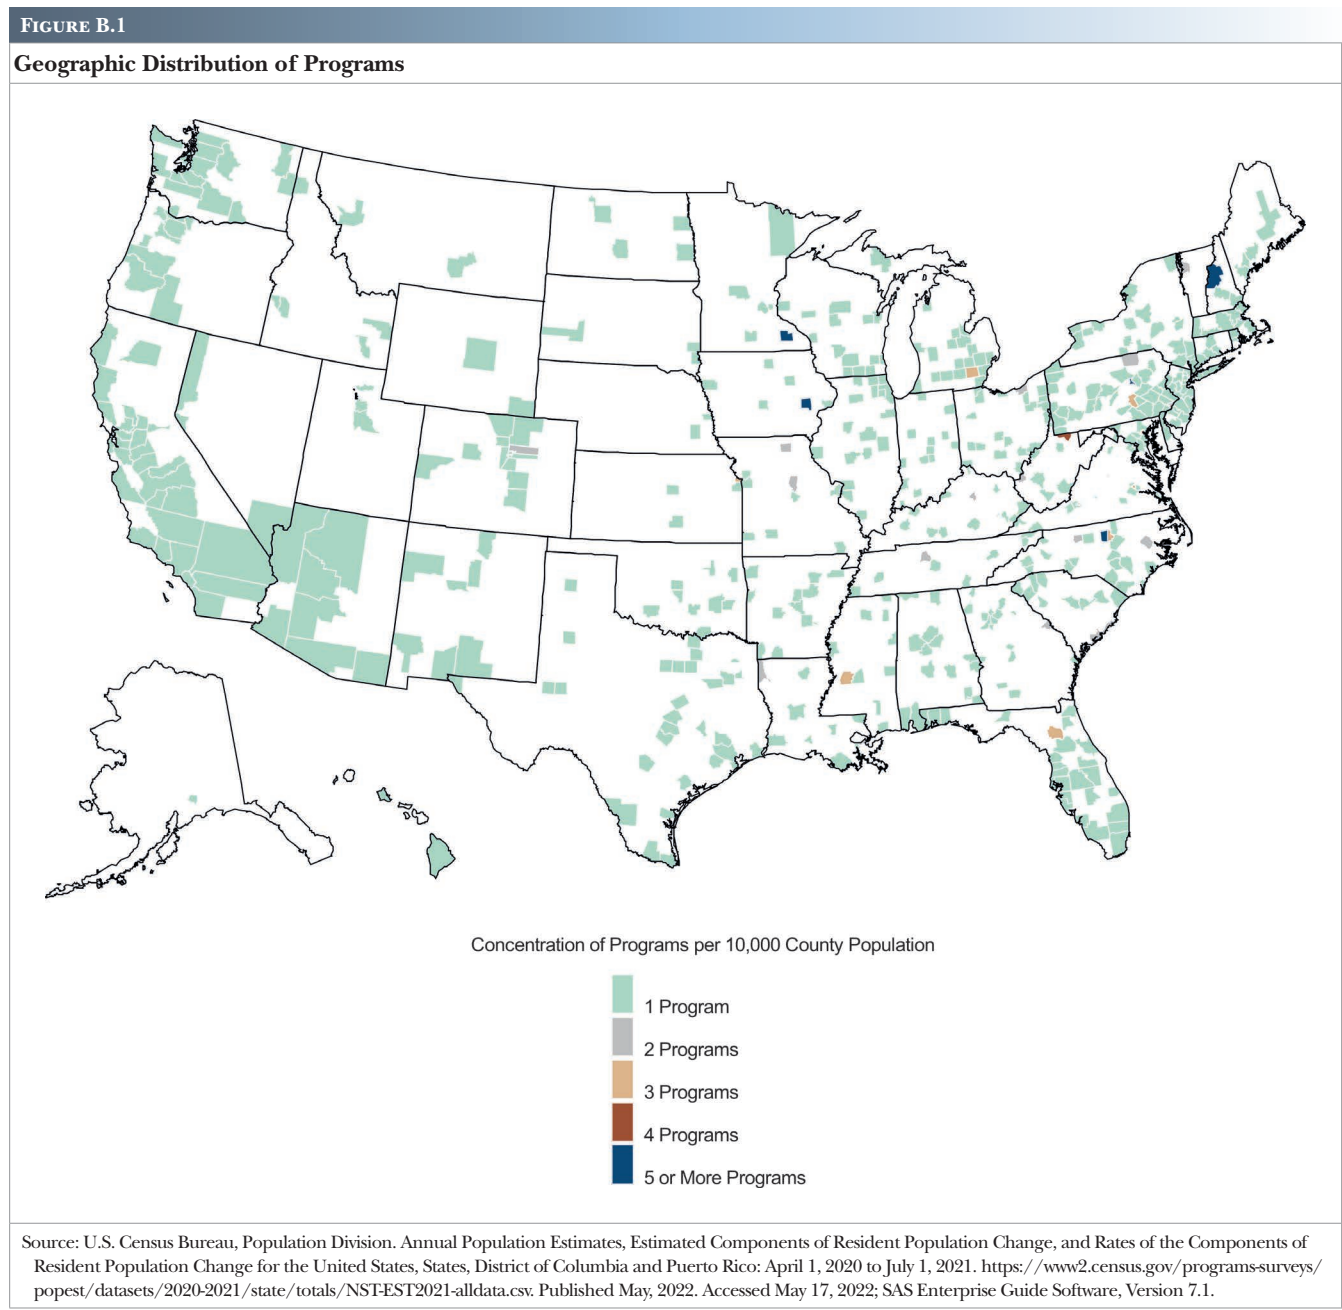 FIGURE B.1
Geographic Distribution of Programs
Concentration of Programs per 10,000 County Population
1 Program
2 Programs
3 Programs
4 Programs
5 or More Programs
Source: U.S. Census Bureau, Population Division. Annual Population Estimates, Estimated Components of Resident Population Change, and Rates of the Components of
Resident Population Change for the United States, States, District of Columbia and Puerto Rico: April 1, 2020 to July 1, 2021. https://www2.census.gov/programs-surveys/
popest/datasets/2020-2021/state/totals/NST-EST2021-alldata.csv. Published May, 2022. Accessed May 17, 2022; SAS Enterprise Guide Software, Version 7.1.